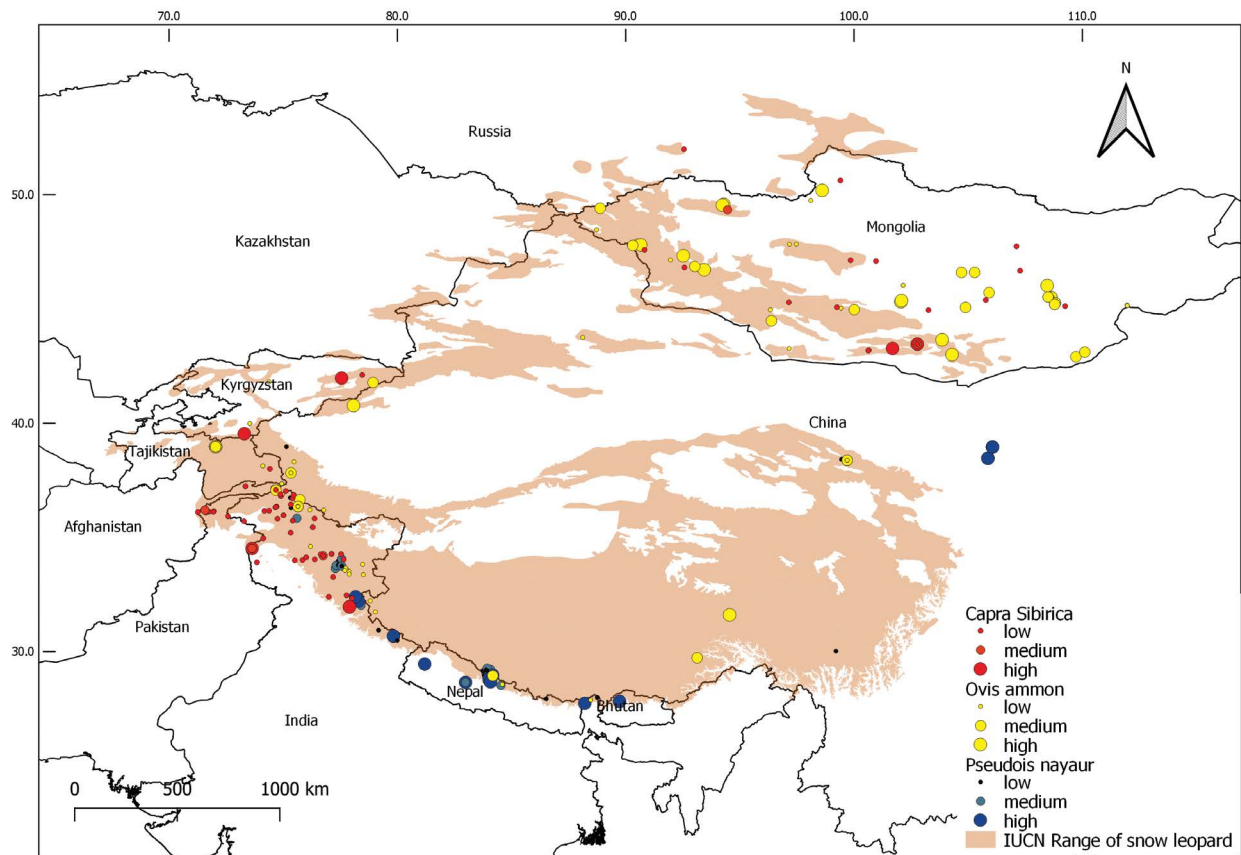 70.0 80.0 90.0 100.0 110.0
N
Russia
50.0
Mongolia
Kazakhstan
Kyrgyzstan
40.0
China
Tajikistan
Afghanistan
Capra Sibirica
low
Pakistan
medium
high
30.0
Ovis ammon
low
Nepal
Bhutan
medium
India
high
Pseudois nayaur
low
0 500 1000 km
medium
high
IUCN Range of snow leopard